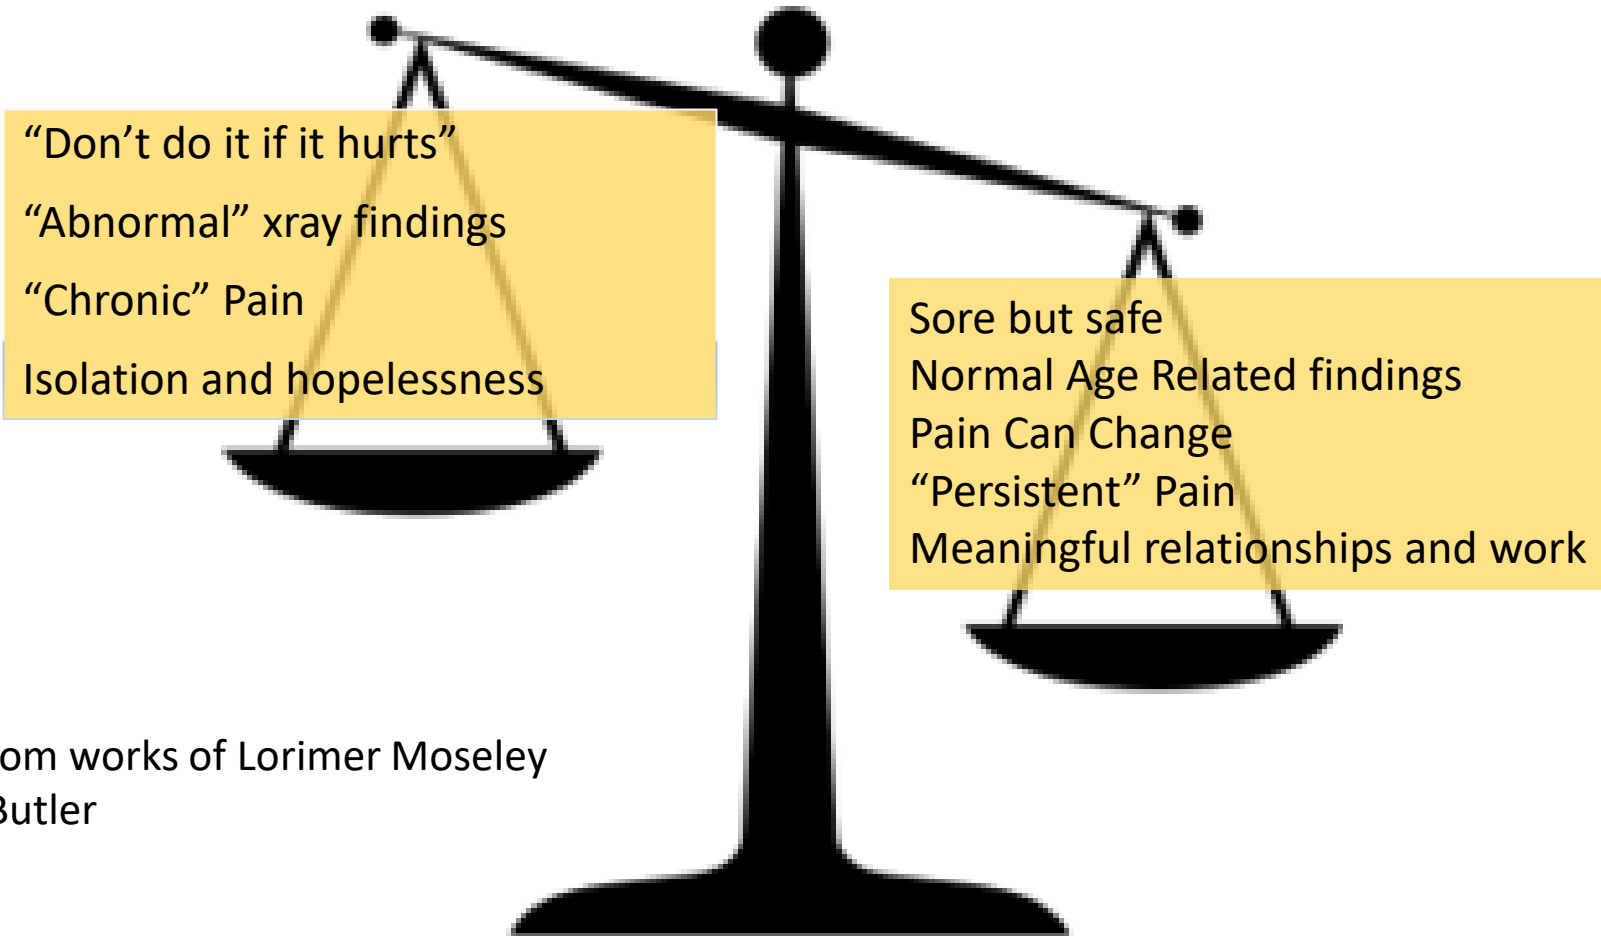 “Don’t do it if it hurts”
“Abnormal” xray findings
“Chronic” Pain
Isolation and hopelessness
Sore but safe
Normal Age Related findings
Pain Can Change
“Persistent” Pain
Meaningful relationships and work
works of Lorimer Moseley
Butler